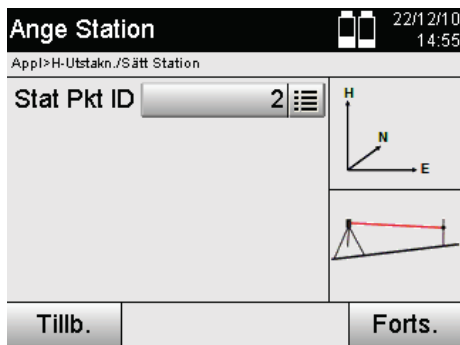 Ange Station
22/12/10
14:55
Appl>H-Utstakn./Sätt Station
Stat Pkt ID 2
H
N
E
Tillb.
Forts.